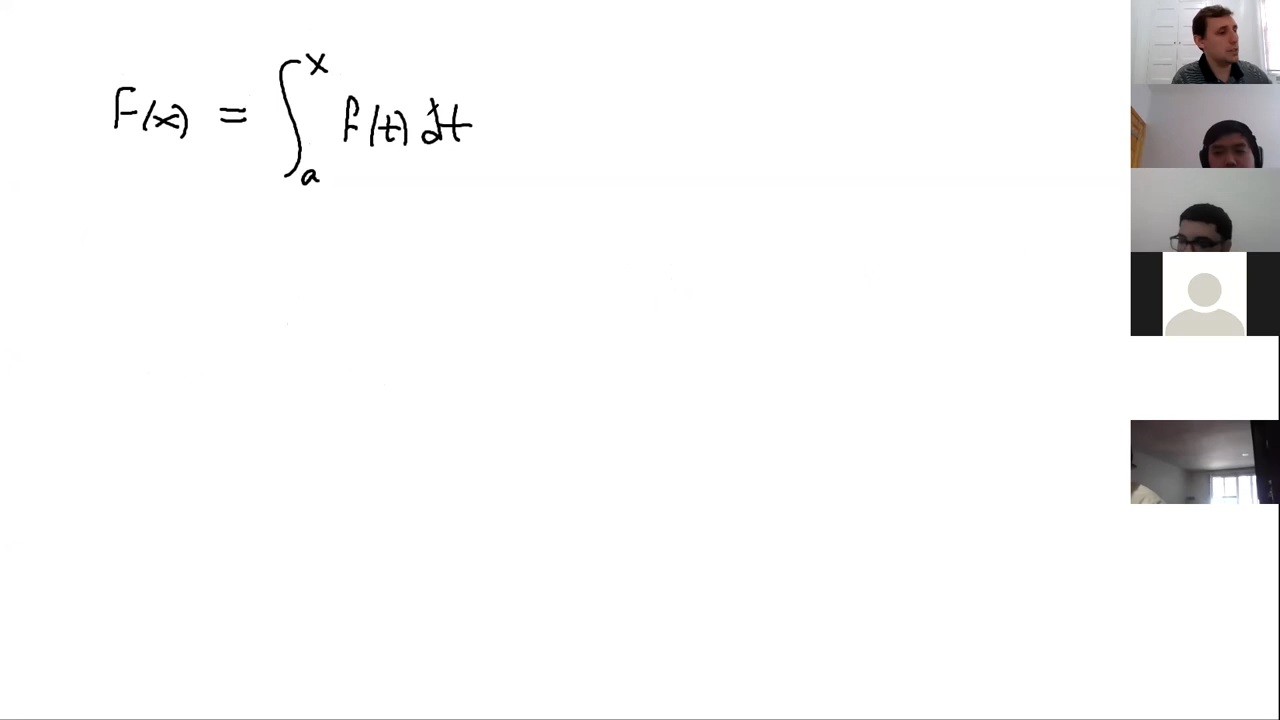 F(x) = ∫_a^x f(t) dt